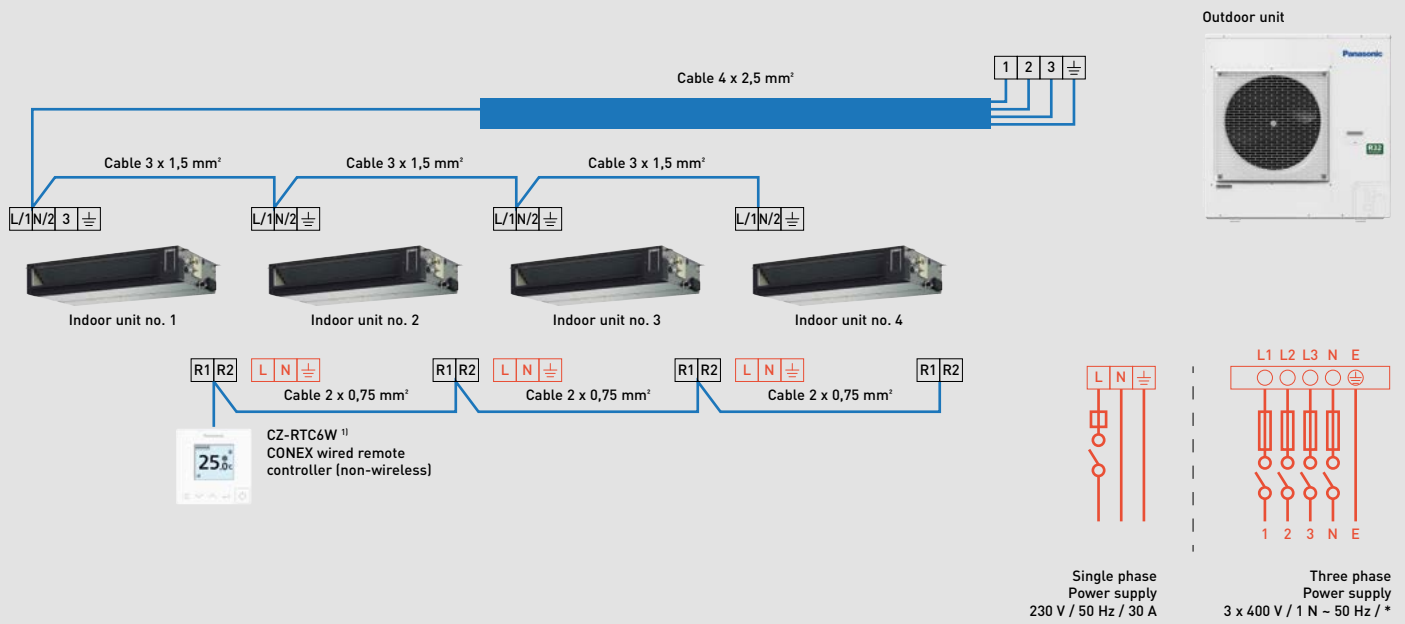 Outdoor unit
Panasonic
R32
Cable 4 x 2,5 mm²
1 2 3
Cable 3 x 1,5 mm²
Cable 3 x 1,5 mm²
Cable 3 x 1,5 mm²
L/1 N/2 3
L/1 N/2
L/1 N/2
L/1 N/2
Indoor unit no. 1
Indoor unit no. 2
Indoor unit no. 3
Indoor unit no. 4
R1 R2
L N
R1 R2
L N
R1 R2
L N
R1 R2
Cable 2 x 0,75 mm²
Cable 2 x 0,75 mm²
Cable 2 x 0,75 mm²
Panasonic
25.0c
CZ-RTC6W 1)
CONEX wired remote
controller (non-wireless)
L N
L1 L2 L3 N E
1 2 3 N E
Single phase
Power supply
230 V / 50 Hz / 30 A
Three phase
Power supply
3 x 400 V / 1 N ~ 50 Hz / *